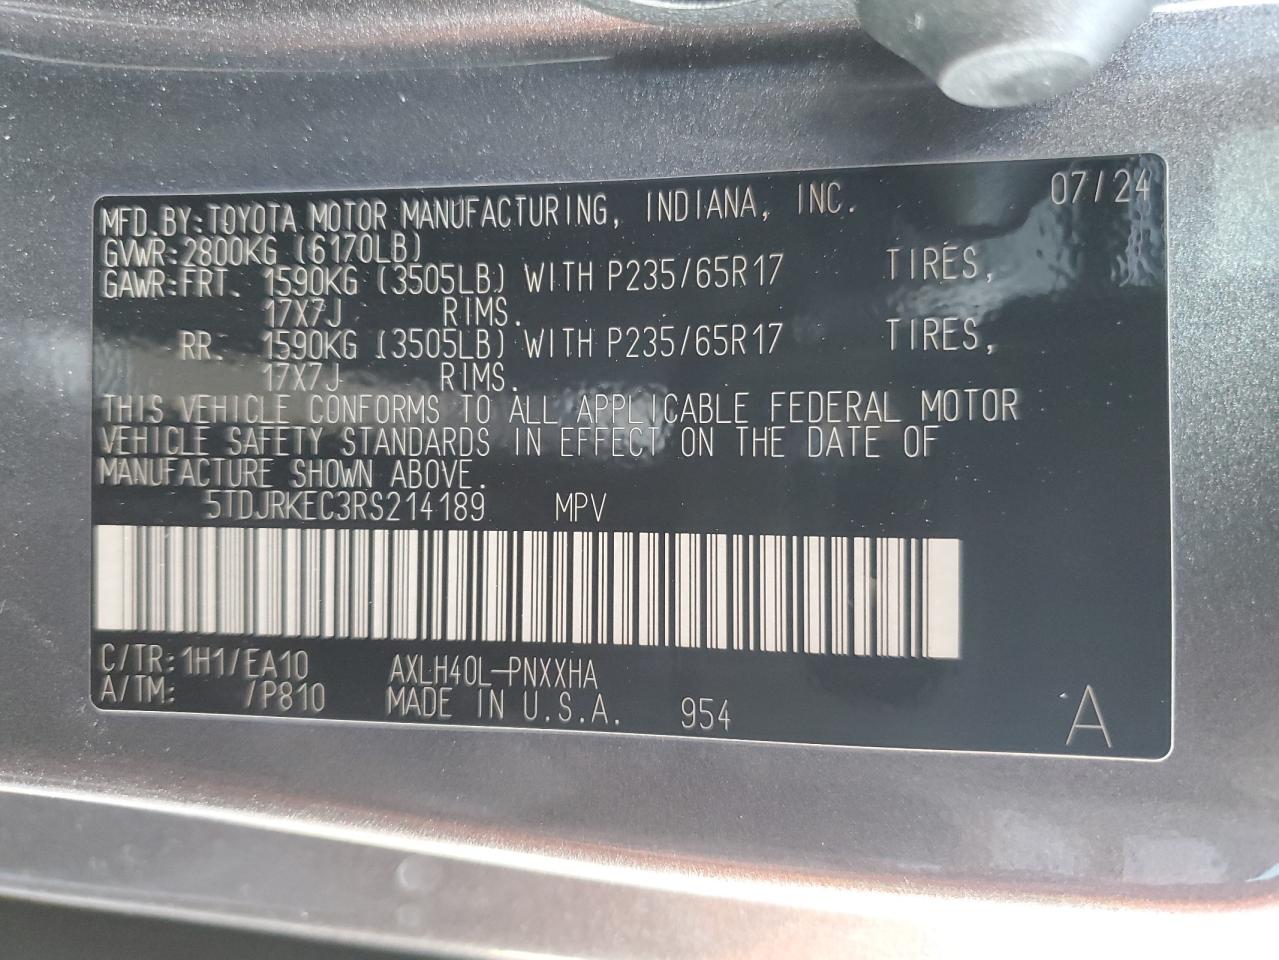 MFD.BY:TOYOTA MOTOR MANUFACTURING, INDIANA, INC. 07/24
GVWR:2800KG (6170LB)
GAWR:FRT. 1590KG (3505LB) WITH P235/65R17 TIRES,
17X7J RIMS.
RR. 1590KG (3505LB) WITH P235/65R17 TIRES,
17X7J RIMS.
THIS VEHICLE CONFORMS TO ALL APPLICABLE FEDERAL MOTOR
VEHICLE SAFETY STANDARDS IN EFFECT ON THE DATE OF
MANUFACTURE SHOWN ABOVE.
5TDJRKEC3RS214189 MPV
C/TR:1H1/EA10 AXLH40L-PNXXHA
A/TM: /P810 MADE IN U.S.A. 954 A